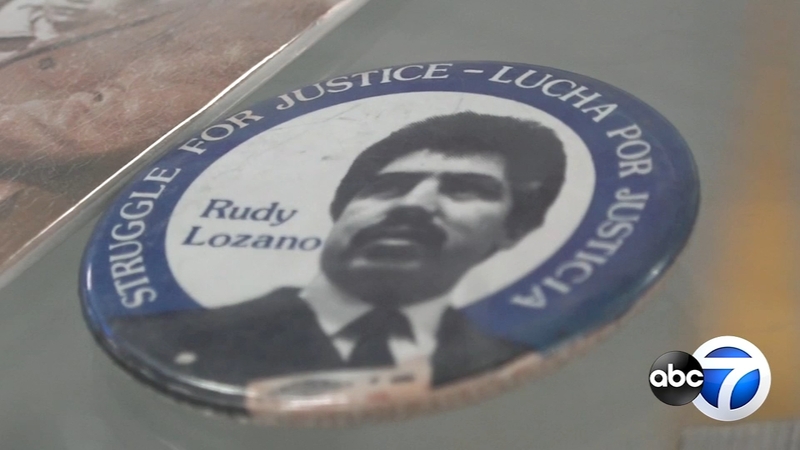 STRUGGLE FOR JUSTICE - LUCHA POR JUSTICIA
Rudy
Lozano
abc 7